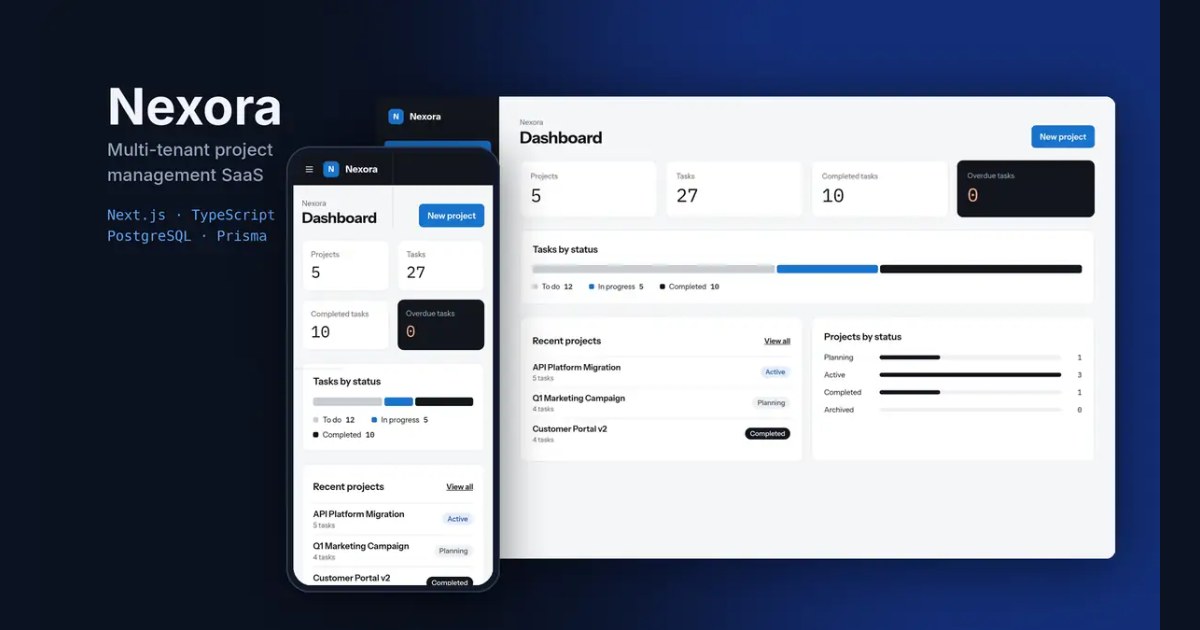 Nexora
Multi-tenant project
management SaaS
Next.js · TypeScript
PostgreSQL · Prisma
N Nexora
Nexora
Dashboard
New project
Projects
5
Tasks
27
Completed tasks
10
Overdue tasks
0
Tasks by status
To do 12 In progress 5 Completed 10
Recent projects View all
API Platform Migration
5 tasks
Active
Q1 Marketing Campaign
4 tasks
Planning
Customer Portal v2
4 tasks
Completed
Projects by status
Planning 1
Active 3
Completed 1
Archived 0
N Nexora
Nexora
Dashboard
New project
Projects
5
Tasks
27
Completed tasks
10
Overdue tasks
0
Tasks by status
To do 12 In progress 5
Completed 10
Recent projects View all
API Platform Migration
5 tasks
Active
Q1 Marketing Campaign
4 tasks
Planning
Customer Portal v2
Completed